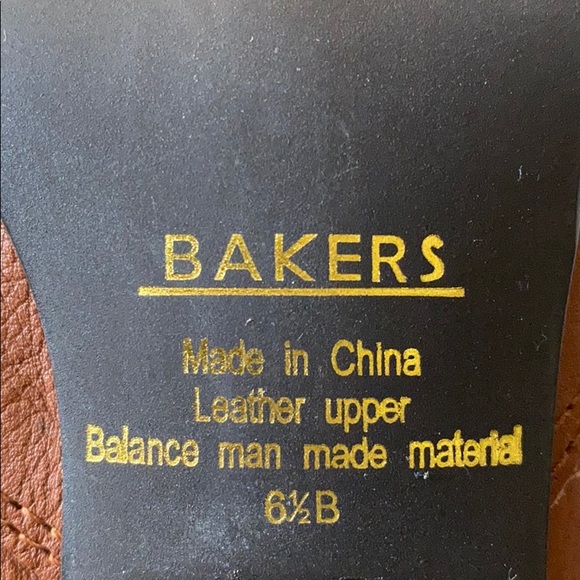 BAKERS
Made in China
Leather upper
Balance man made material
6½B